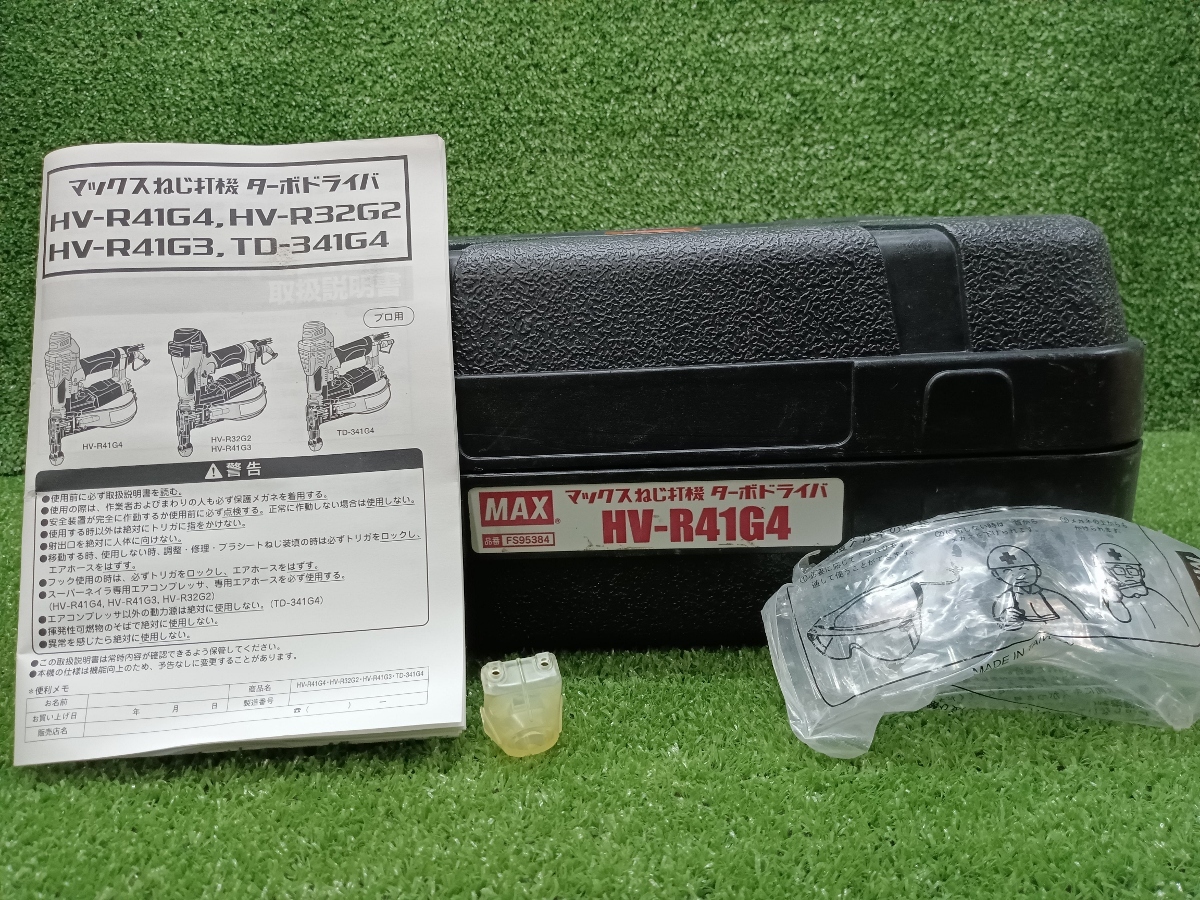 マックスねじ打機 ターボドライバ
HV-R41G4, HV-R32G2
HV-R41G3, TD-341G4
取扱説明書
プロ用
HV-R41G4
HV-R32G2
HV-R41G3
TD-341G4
警告
●使用前に必ず取扱説明書を読む。
●使用の際は、作業者およびまわりの人も必ず保護メガネを着用する。
●安全装置が完全に作動するか使用前に必ず点検する。正常に作動しない場合は使用しない。
●使用する時以外は絶対にトリガに指をかけない。
●射出口を絶対に人体に向けない。
●移動する時、使用しない時、調整・修理・プラシートねじ装填の時は必ずトリガをロックし、
エアホースをはずす。
●フック使用の時は、必ずトリガをロックし、エアホースをはずす。
●スーパーネイラ専用エアコンプレッサ、専用エアホースを必ず使用する。
(HV-R41G4, HV-R41G3, HV-R32G2)
●エアコンプレッサ以外の動力源は絶対に使用しない。(TD-341G4)
●揮発性可燃物のそばで絶対に使用しない。
●異常を感じたら絶対に使用しない。
●この取扱説明書は常時内容が確認できるよう保管してください。
●本機の仕様は機能向上のため、予告なしに変更することがあります。
*便利メモ
お名前
商品名
HV-R41G4・HV-R32G2・HV-R41G3・TD-341G4
お買い上げ日
年 月 日
製造番号
販売店名
☎ ( ) ー
MAX®
マックスねじ打機 ターボドライバ
HV-R41G4
品番 FS95384
MADE IN